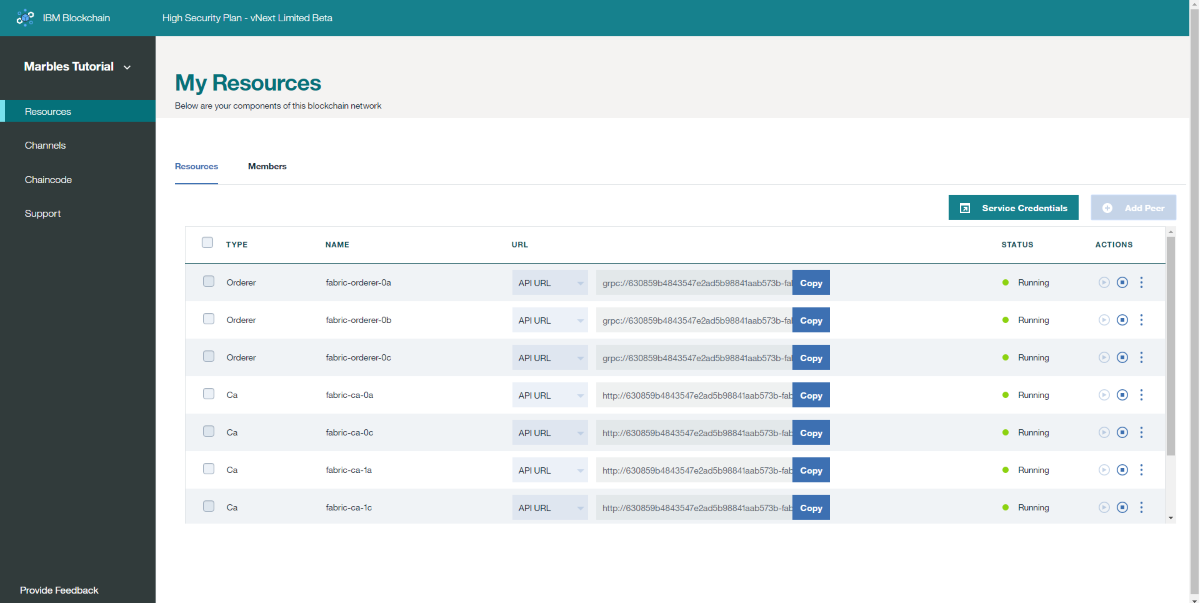 IBM Blockchain
High Security Plan - vNext Limited Beta
Marbles Tutorial
Resources
Channels
Chaincode
Support
Provide Feedback
My Resources
Below are your components of this blockchain network
Resources Members
Service Credentials Add Peer
TYPE NAME URL STATUS ACTIONS
Orderer fabric-orderer-0a API URL grpc://630859b4843547e2ad5b98841aab573b-fab Copy Running
Orderer fabric-orderer-0b API URL grpc://630859b4843547e2ad5b98841aab573b-fab Copy Running
Orderer fabric-orderer-0c API URL grpc://630859b4843547e2ad5b98841aab573b-fab Copy Running
Ca fabric-ca-0a API URL http://630859b4843547e2ad5b98841aab573b-fab Copy Running
Ca fabric-ca-0c API URL http://630859b4843547e2ad5b98841aab573b-fab Copy Running
Ca fabric-ca-1a API URL http://630859b4843547e2ad5b98841aab573b-fab Copy Running
Ca fabric-ca-1c API URL http://630859b4843547e2ad5b98841aab573b-fab Copy Running